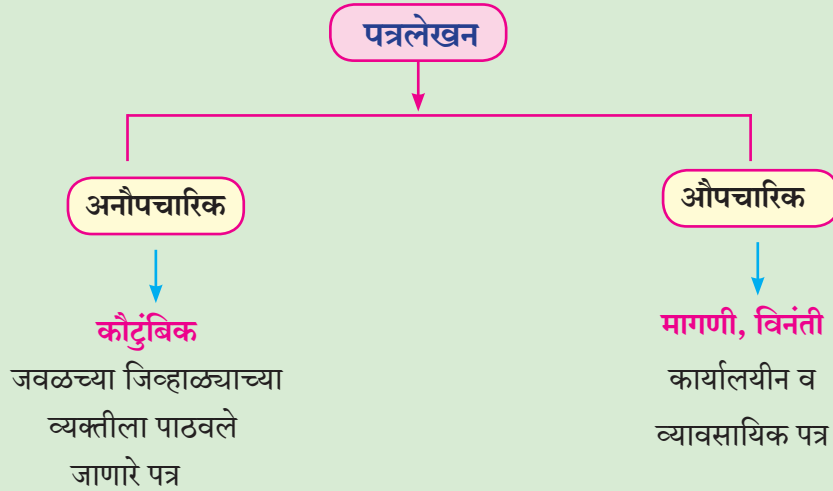 पत्रलेखन
अनौपचारिक
औपचारिक
कौटुंबिक
जवळच्या जिव्हाळ्याच्या
व्यक्तीला पाठवले
जाणारे पत्र
मागणी, विनंती
कार्यालयीन व
व्यावसायिक पत्र